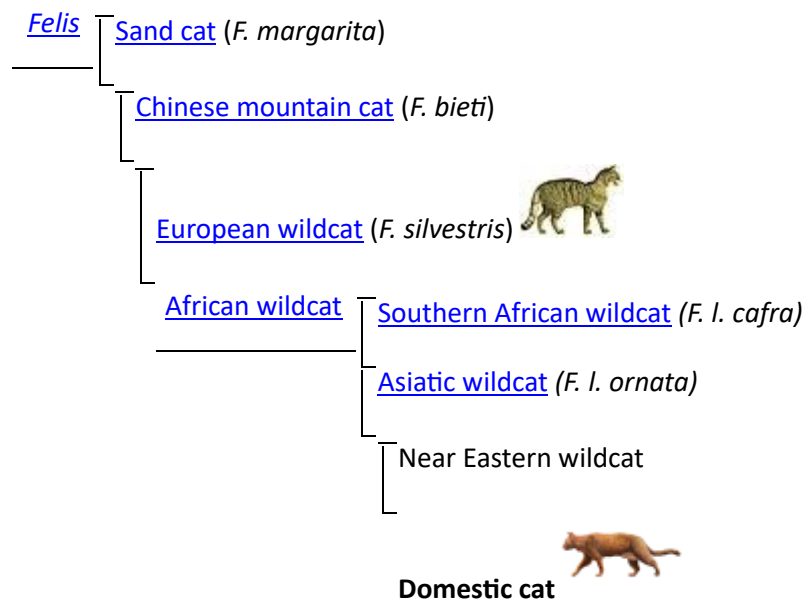 Felis
Sand cat (F. margarita)
Chinese mountain cat (F. bieti)
European wildcat (F. silvestris)
African wildcat
Southern African wildcat (F. l. cafra)
Asiatic wildcat (F. l. ornata)
Near Eastern wildcat
Domestic cat